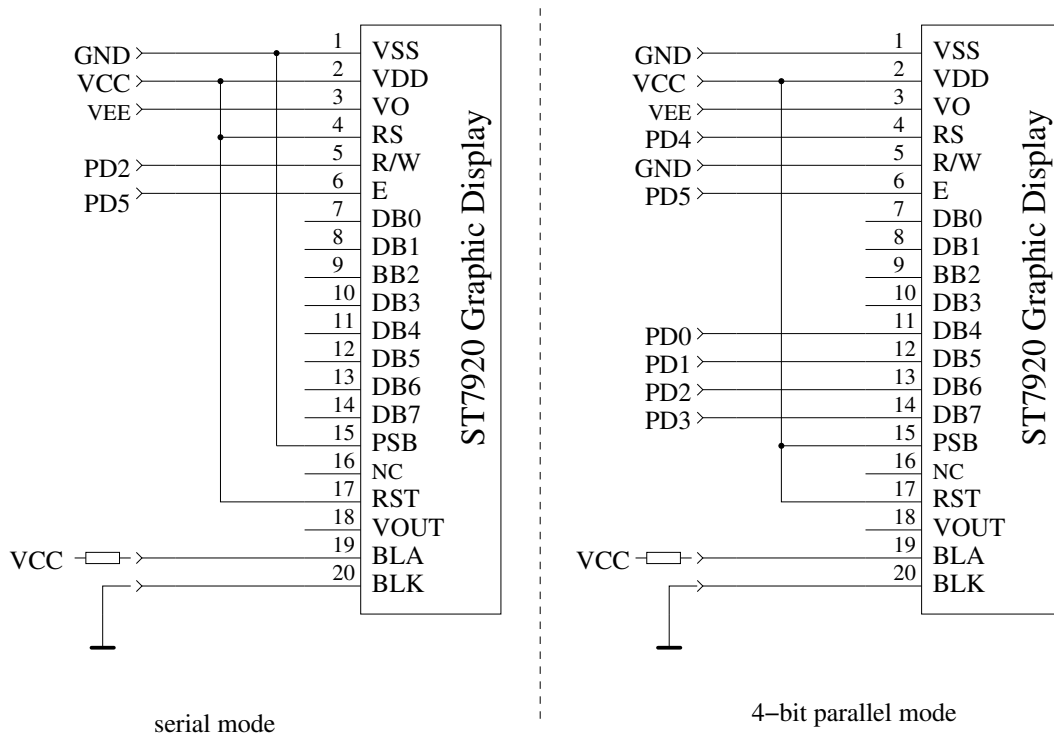 GND
VCC
VEE
PD2
PD5
VCC
1 VSS
2 VDD
3 VO
4 RS
5 R/W
6 E
7 DB0
8 DB1
9 BB2
10 DB3
11 DB4
12 DB5
13 DB6
14 DB7
15 PSB
16 NC
17 RST
18 VOUT
19 BLA
20 BLK
ST7920 Graphic Display
serial mode
GND
VCC
VEE
PD4
GND
PD5
PD0
PD1
PD2
PD3
VCC
1 VSS
2 VDD
3 VO
4 RS
5 R/W
6 E
7 DB0
8 DB1
9 BB2
10 DB3
11 DB4
12 DB5
13 DB6
14 DB7
15 PSB
16 NC
17 RST
18 VOUT
19 BLA
20 BLK
ST7920 Graphic Display
4−bit parallel mode